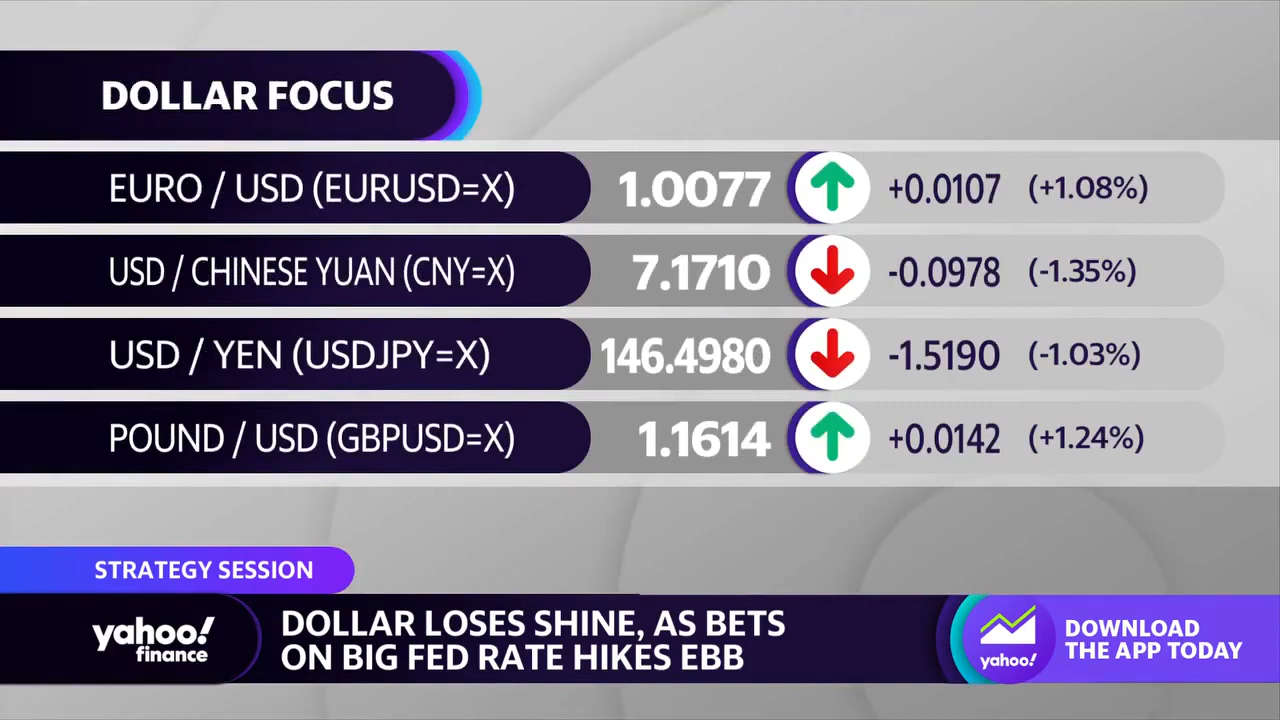 DOLLAR FOCUS
EURO / USD (EURUSD=X) 1.0077 +0.0107 (+1.08%)
USD / CHINESE YUAN (CNY=X) 7.1710 -0.0978 (-1.35%)
USD / YEN (USDJPY=X) 146.4980 -1.5190 (-1.03%)
POUND / USD (GBPUSD=X) 1.1614 +0.0142 (+1.24%)
STRATEGY SESSION
yahoo!
finance
DOLLAR LOSES SHINE, AS BETS
ON BIG FED RATE HIKES EBB
yahoo!
DOWNLOAD
THE APP TODAY